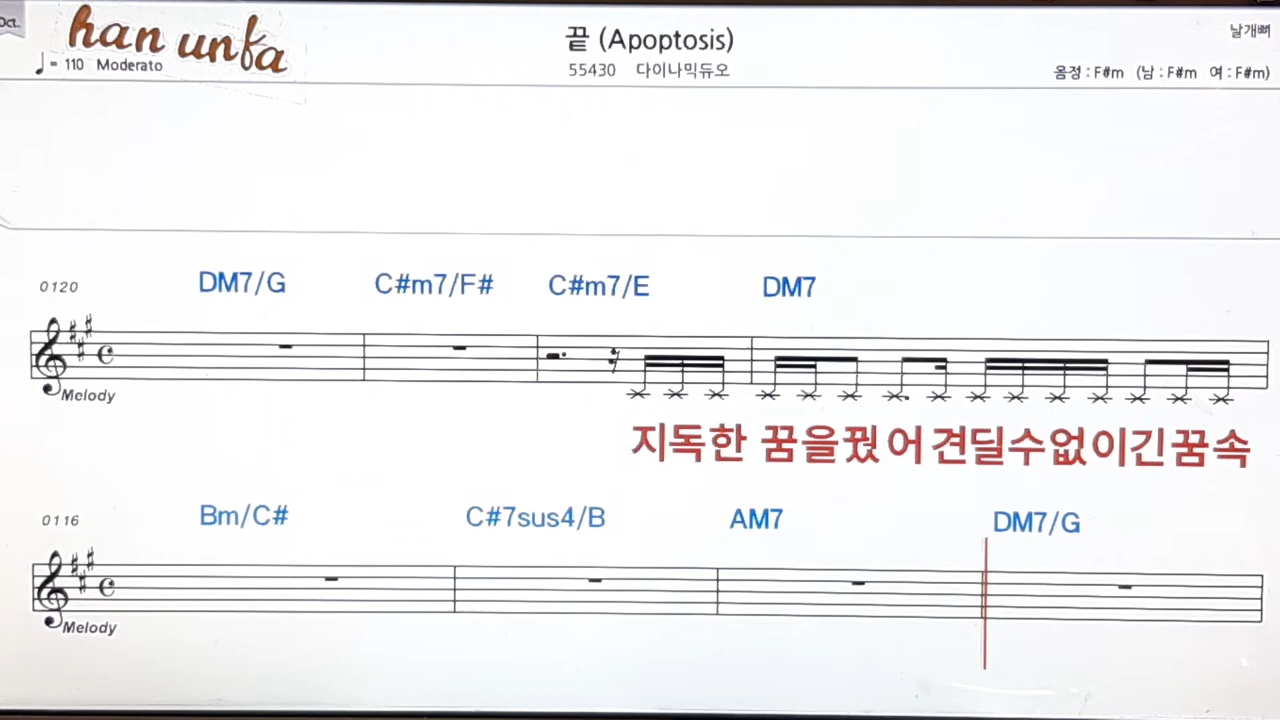 Oct.
han unfa
♩= 110 Moderato
끝 (Apoptosis)
55430 다이나믹듀오
날개뼈
음정 : F#m (남 : F#m 여 : F#m)
0120 DM7/G C#m7/F# C#m7/E DM7
Melody
지독한 꿈을꿨어견딜수없이긴꿈속
0116 Bm/C# C#7sus4/B AM7 DM7/G
Melody